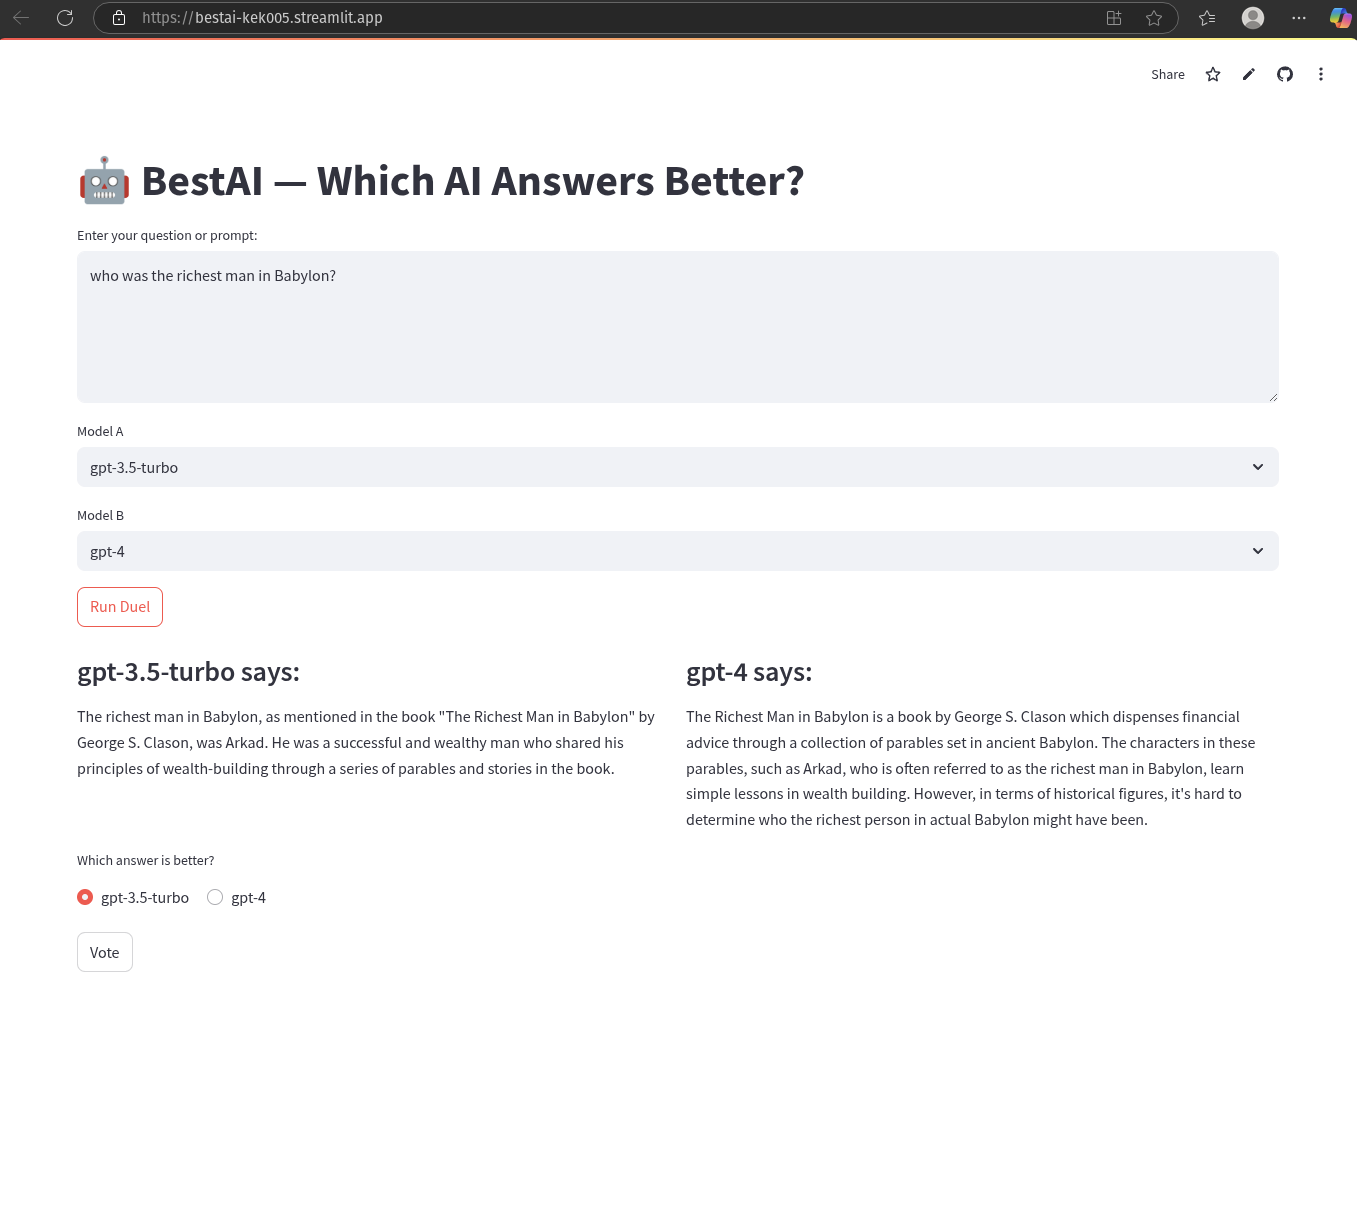 https://bestai-kek005.streamlit.app
Share
BestAI — Which AI Answers Better?
Enter your question or prompt:
who was the richest man in Babylon?
Model A
gpt-3.5-turbo
Model B
gpt-4
Run Duel
gpt-3.5-turbo says:
The richest man in Babylon, as mentioned in the book "The Richest Man in Babylon" by
George S. Clason, was Arkad. He was a successful and wealthy man who shared his
principles of wealth-building through a series of parables and stories in the book.
gpt-4 says:
The Richest Man in Babylon is a book by George S. Clason which dispenses financial
advice through a collection of parables set in ancient Babylon. The characters in these
parables, such as Arkad, who is often referred to as the richest man in Babylon, learn
simple lessons in wealth building. However, in terms of historical figures, it's hard to
determine who the richest person in actual Babylon might have been.
Which answer is better?
gpt-3.5-turbo gpt-4
Vote